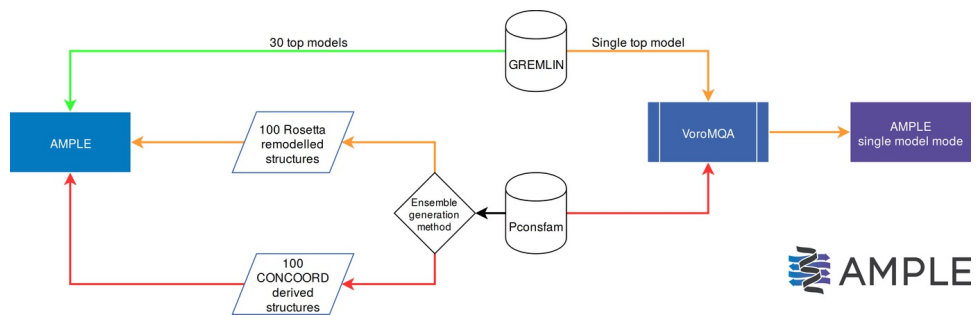 30 top models
Single top model
GREMLIN
AMPLE
100 Rosetta
remodelled
structures
VoroMQA
AMPLE
single model mode
Ensemble
generation
method
Pconsfam
100
CONCOORD
derived
structures
AMPLE